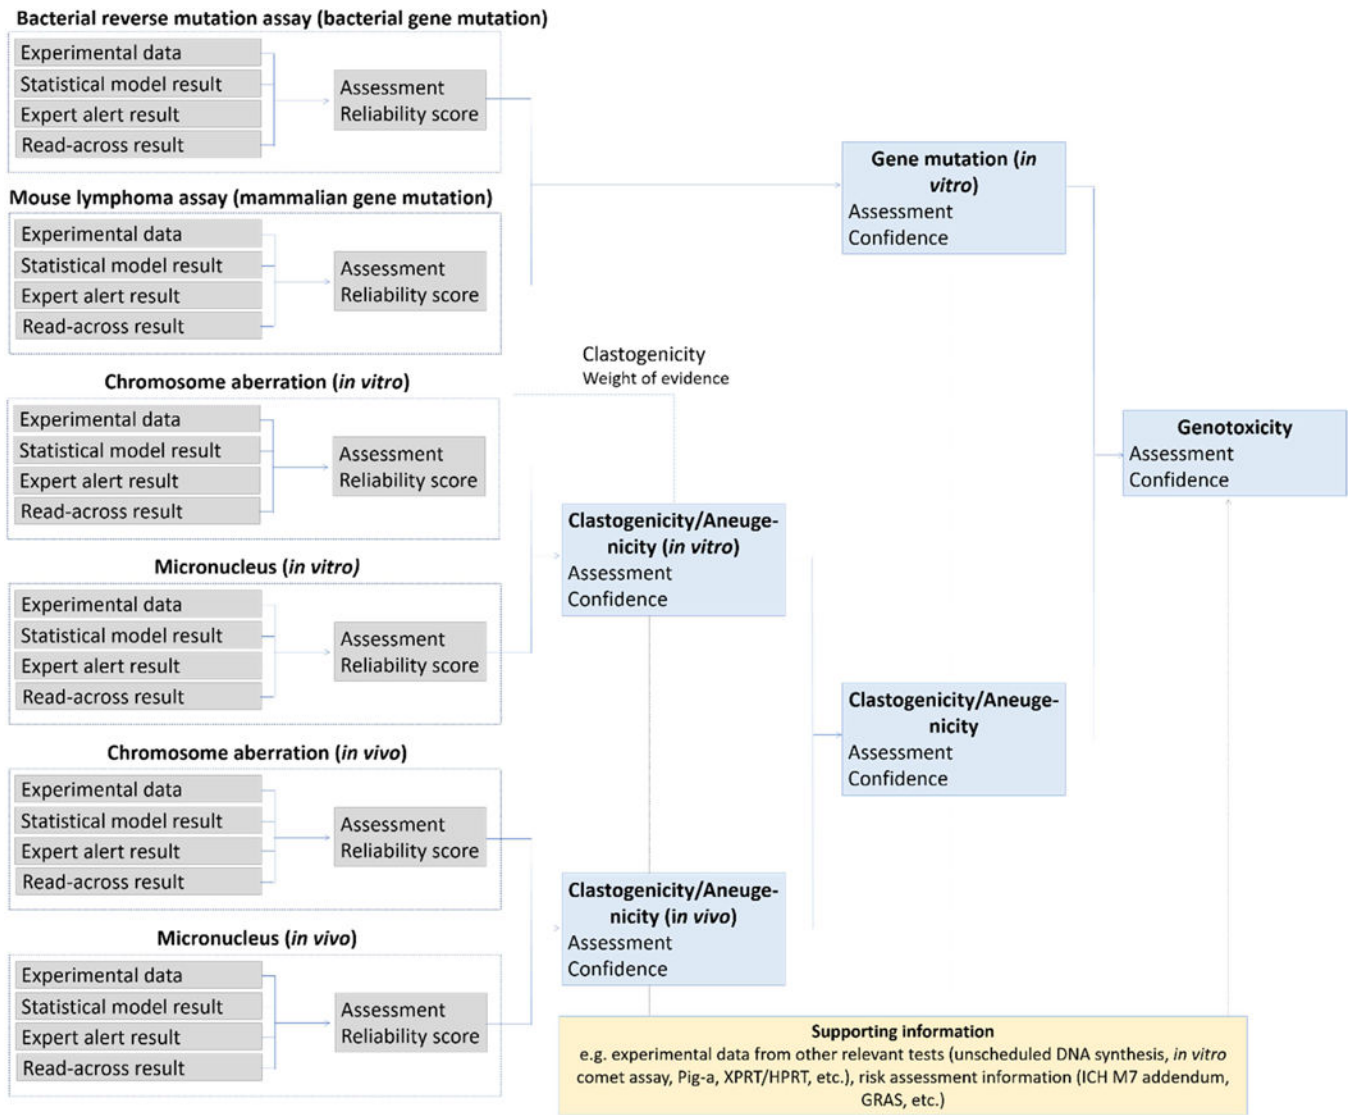 Bacterial reverse mutation assay (bacterial gene mutation)
Experimental data
Statistical model result
Expert alert result
Read-across result
Assessment
Reliability score
Mouse lymphoma assay (mammalian gene mutation)
Experimental data
Statistical model result
Expert alert result
Read-across result
Assessment
Reliability score
Chromosome aberration (in vitro)
Experimental data
Statistical model result
Expert alert result
Read-across result
Assessment
Reliability score
Micronucleus (in vitro)
Experimental data
Statistical model result
Expert alert result
Read-across result
Assessment
Reliability score
Chromosome aberration (in vivo)
Experimental data
Statistical model result
Expert alert result
Read-across result
Assessment
Reliability score
Micronucleus (in vivo)
Experimental data
Statistical model result
Expert alert result
Read-across result
Assessment
Reliability score
Clastogenicity
Weight of evidence
Clastogenicity/Aneuge-
nicity (in vitro)
Assessment
Confidence
Clastogenicity/Aneuge-
nicity (in vivo)
Assessment
Confidence
Gene mutation (in
vitro)
Assessment
Confidence
Clastogenicity/Aneuge-
nicity
Assessment
Confidence
Genotoxicity
Assessment
Confidence
Supporting information
e.g. experimental data from other relevant tests (unscheduled DNA synthesis, in vitro
comet assay, Pig-a, XPRT/HPRT, etc.), risk assessment information (ICH M7 addendum,
GRAS, etc.)